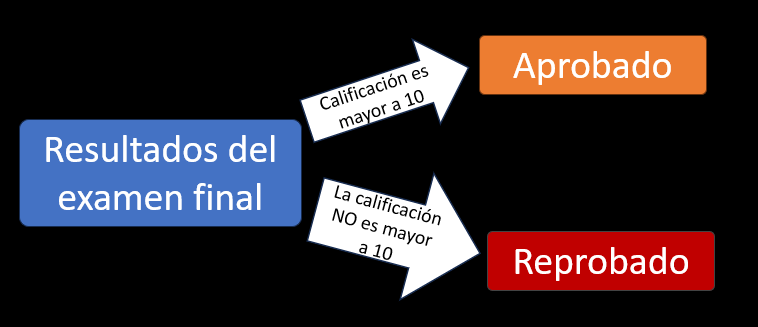 Resultados del
examen final
Calificación es
mayor a 10
Aprobado
La calificación
NO es mayor
a 10
Reprobado